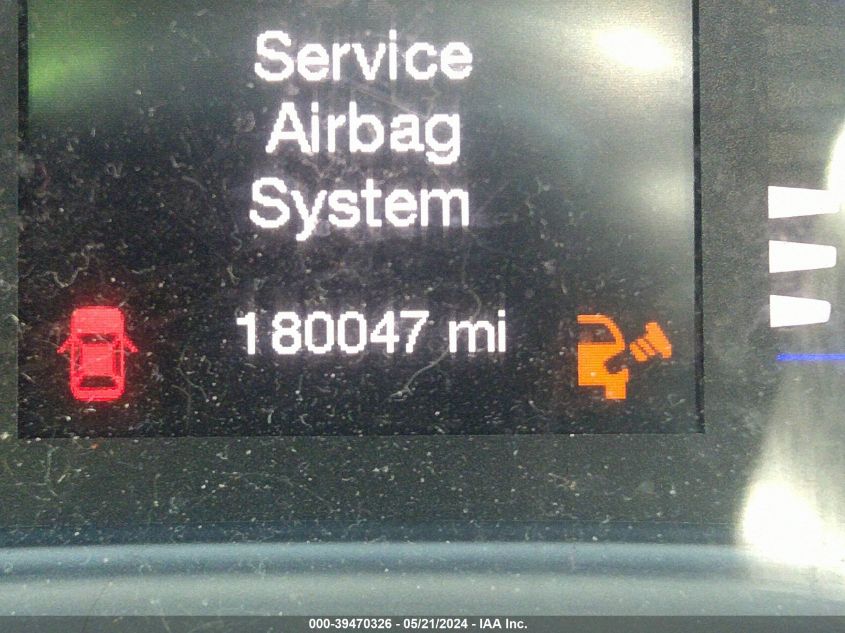 Service
Airbag
System
180047 mi
000-39470326 - 05/21/2024 - IAA Inc.